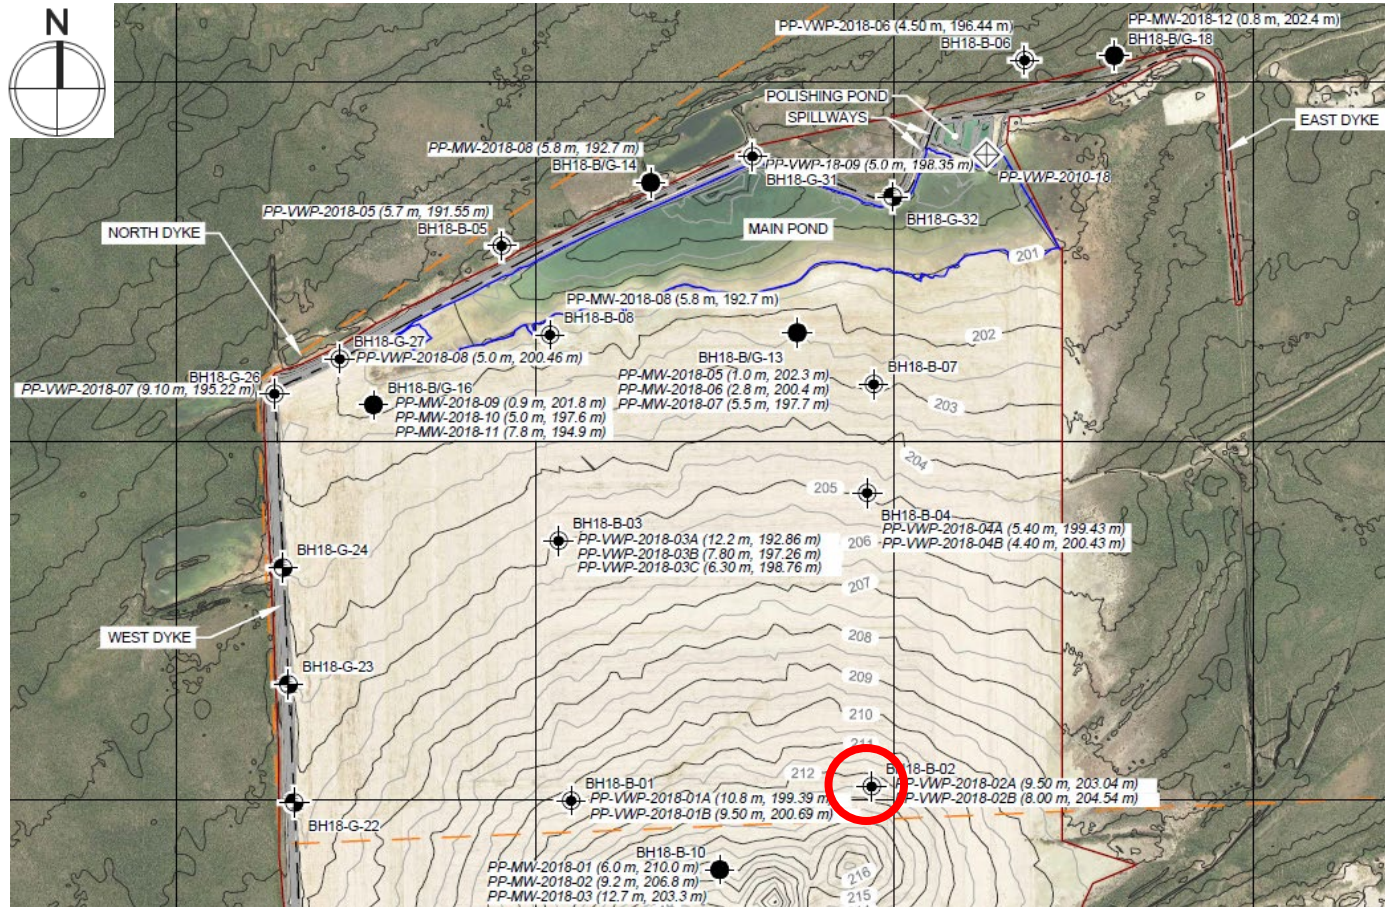 N
PP-VWP-2018-06 (4.50 m, 196.44 m)
BH18-B-06
PP-MW-2018-12 (0.8 m, 202.4 m)
BH18-B/G-18
POLISHING POND
SPILLWAYS
EAST DYKE
PP-MW-2018-08 (5.8 m, 192.7 m)
BH18-B/G-14
PP-VWP-18-09 (5.0 m, 198.35 m)
BH18-G-31
PP-VWP-2010-18
PP-VWP-2018-05 (5.7 m, 191.55 m)
BH18-B-05
BH18-G-32
NORTH DYKE
MAIN POND
201
PP-MW-2018-08 (5.8 m, 192.7 m)
BH18-B-08
202
BH18-G-27
PP-VWP-2018-08 (5.0 m, 200.46 m)
BH18-G-26
PP-VWP-2018-07 (9.10 m, 195.22 m)
BH18-B/G-16
PP-MW-2018-09 (0.9 m, 201.8 m)
PP-MW-2018-10 (5.0 m, 197.6 m)
PP-MW-2018-11 (7.8 m, 194.9 m)
BH18-B/G-13
PP-MW-2018-05 (1.0 m, 202.3 m)
PP-MW-2018-06 (2.8 m, 200.4 m)
PP-MW-2018-07 (5.5 m, 197.7 m)
BH18-B-07
203
204
205
BH18-B-04
PP-VWP-2018-04A (5.40 m, 199.43 m)
PP-VWP-2018-04B (4.40 m, 200.43 m)
BH18-B-03
PP-VWP-2018-03A (12.2 m, 192.86 m)
PP-VWP-2018-03B (7.80 m, 197.26 m)
PP-VWP-2018-03C (6.30 m, 198.76 m)
206
BH18-G-24
207
WEST DYKE
208
BH18-G-23
209
210
211
212
BH18-B-02
PP-VWP-2018-02A (9.50 m, 203.04 m)
PP-VWP-2018-02B (8.00 m, 204.54 m)
BH18-B-01
PP-VWP-2018-01A (10.8 m, 199.39 m)
PP-VWP-2018-01B (9.50 m, 200.69 m)
BH18-G-22
BH18-B-10
PP-MW-2018-01 (6.0 m, 210.0 m)
PP-MW-2018-02 (9.2 m, 206.8 m)
PP-MW-2018-03 (12.7 m, 203.3 m)
216
215